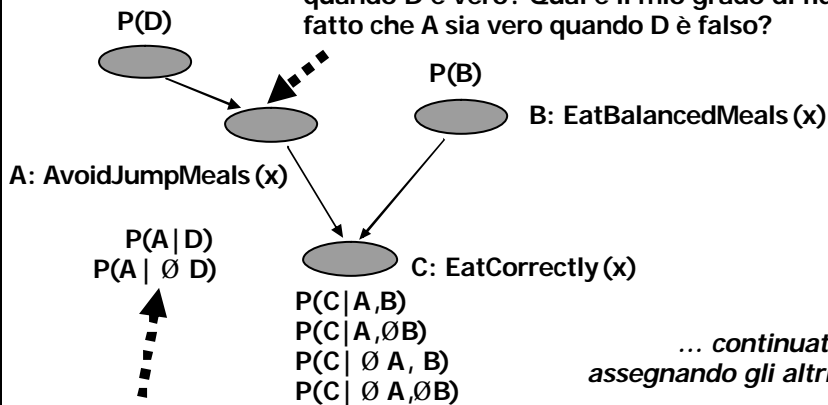 quando D è vero? Qual è il mio grado di
fatto che A sia vero quando D è falso?
P(D)
P(B)
B: EatBalancedMeals (x)
A: AvoidJumpMeals (x)
P(A|D)
P(A| Ø D)
C: EatCorrectly (x)
P(C|A,B)
P(C|A,ØB)
P(C| Ø A, B)
P(C| Ø A,ØB)
... continuat
assegnando gli altri